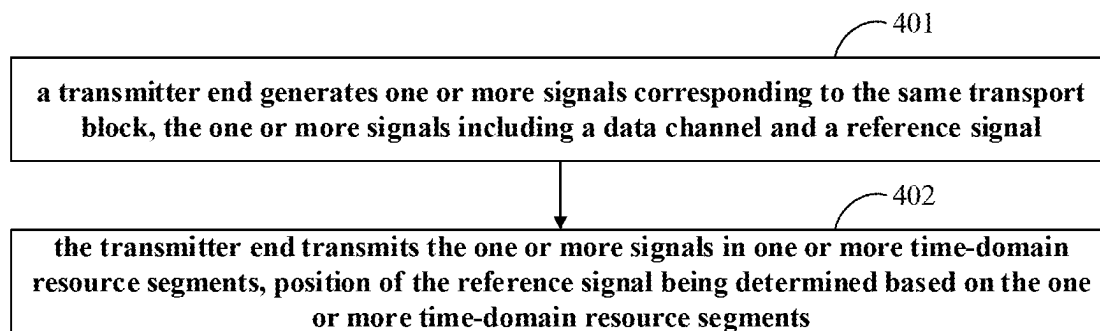 401
a transmitter end generates one or more signals corresponding to the same transport
block, the one or more signals including a data channel and a reference signal
402
the transmitter end transmits the one or more signals in one or more time-domain
resource segments, position of the reference signal being determined based on the one
or more time-domain resource segments